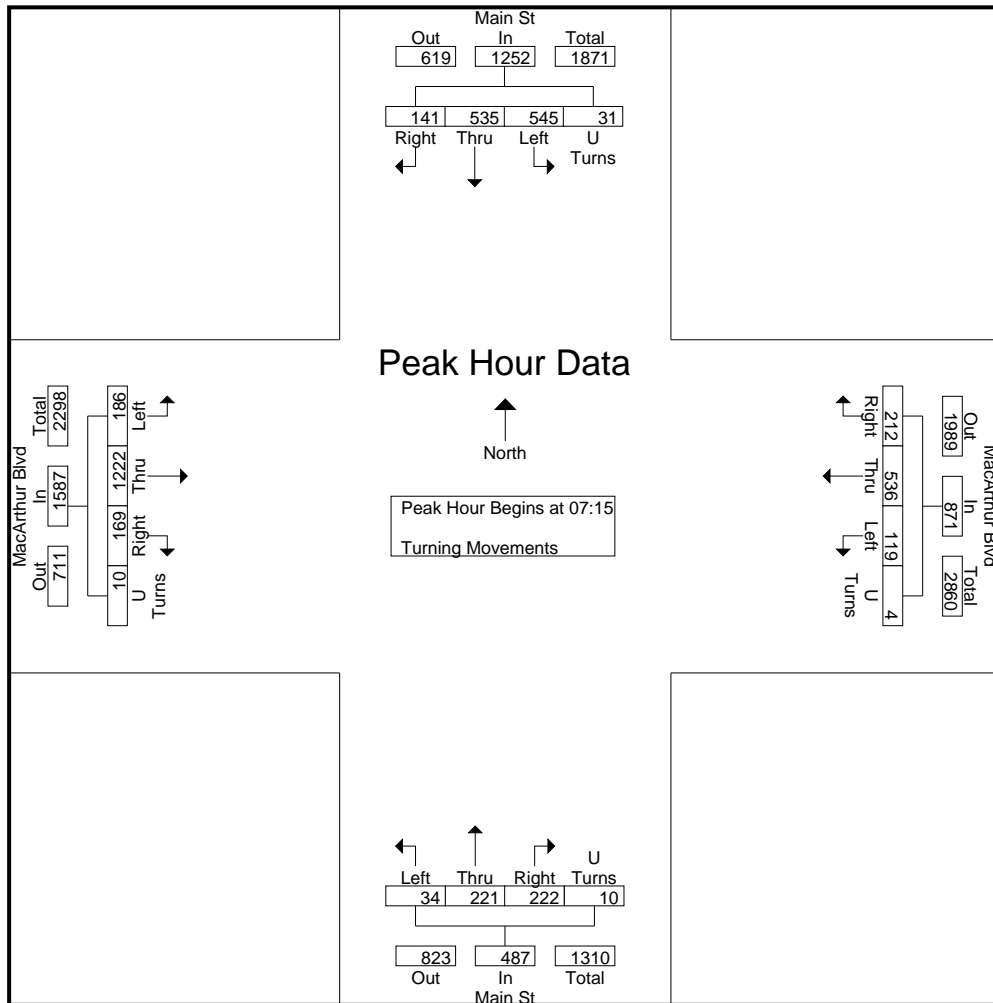 Main St
Out In Total
619 1252 1871
141 535 545 31
Right Thru Left U
Turns
Peak Hour Data
North
Peak Hour Begins at 07:15
Turning Movements
MacArthur Blvd
Total In Out
2298 1587 711
186 1222 169 10
Left Thru Right U
Turns
MacArthur Blvd
Out In Total
1989 871 2860
212 536 119 4
Right Thru Left U
Turns
U
Left Thru Right Turns
34 221 222 10
823 487 1310
Out In Total
Main St